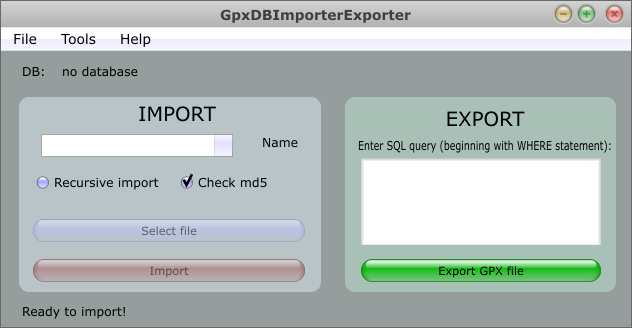 GpxDBImporterExporter
File Tools Help
DB: no database
IMPORT
Name
Recursive import Check md5
Select file
Import
EXPORT
Enter SQL query (beginning with WHERE statement):
Export GPX file
Ready to import!